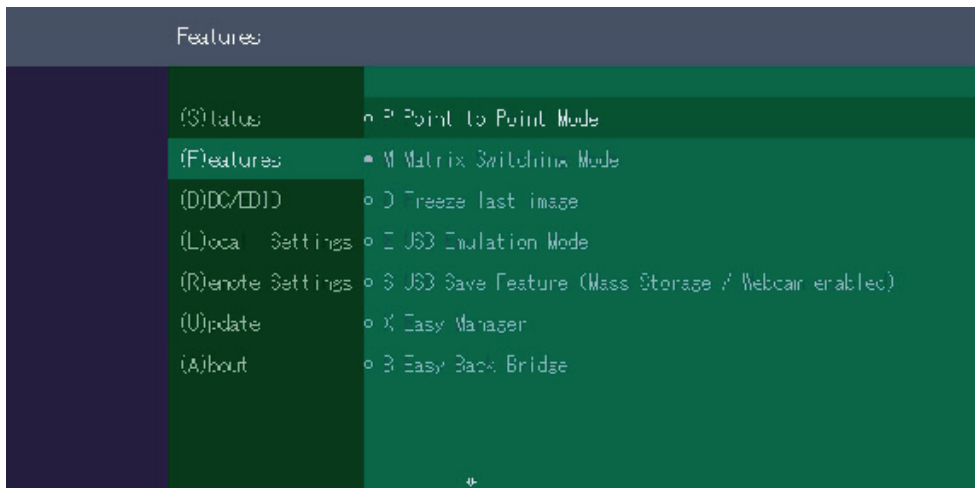 Features
(S)tatus
(F)eatures
(D)DC/EDID
(L)ocal Settings
(R)emote Settings
(U)pdate
(A)bout
P Point to Point Mode
M Matrix Switching Mode
D Freeze last image
E USB Emulation Mode
S USB Save Feature (Mass Storage / Webcam enabled)
X Easy Manager
B Easy Back Bridge